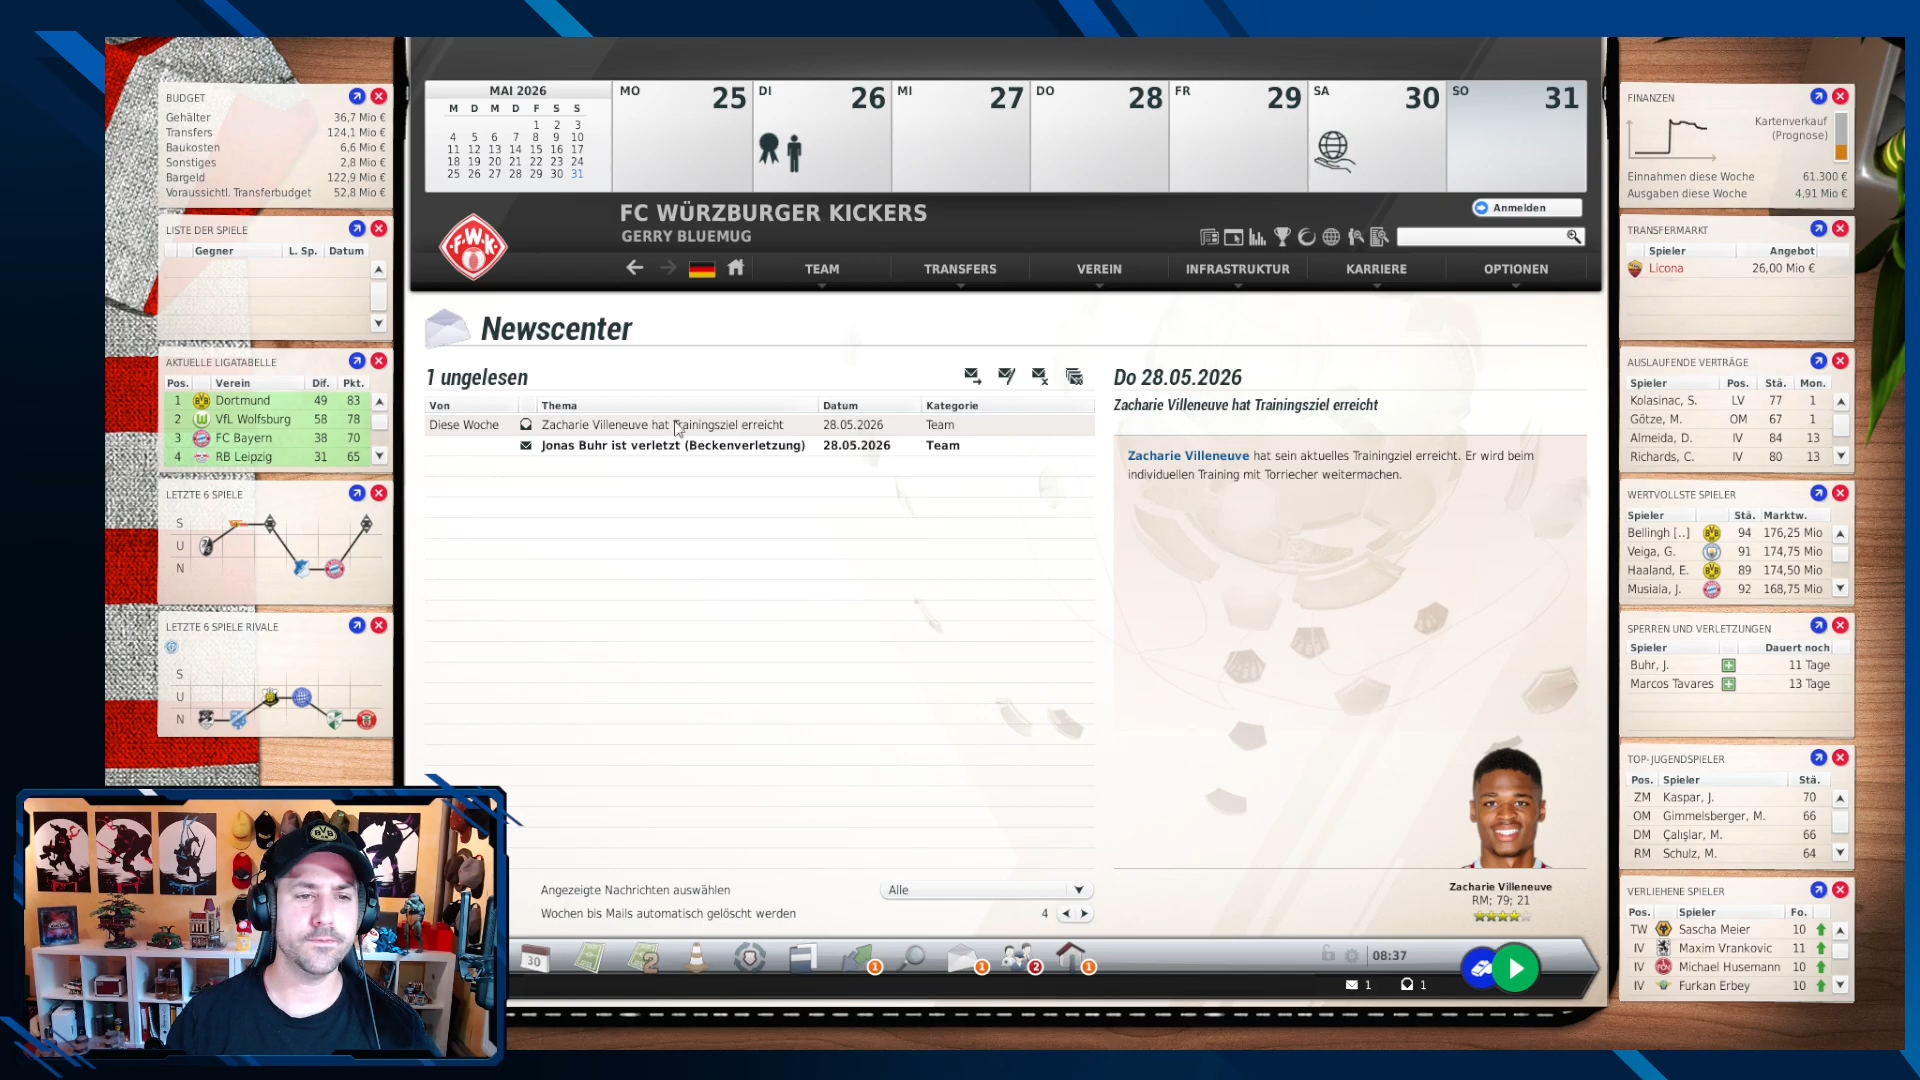 BUDGET
Gehälter 36,7 Mio €
Transfers 124,1 Mio €
Baukosten 6,6 Mio €
Sonstiges 2,8 Mio €
Bargeld 122,9 Mio €
Voraussichtl. Transferbudget 52,8 Mio €
LISTE DER SPIELE
Gegner L. Sp. Datum
AKTUELLE LIGATABELLE
Pos. Verein Dif. Pkt.
1 Dortmund 49 83
2 VfL Wolfsburg 58 78
3 FC Bayern 38 70
4 RB Leipzig 31 65
LETZTE 6 SPIELE
S
U
N
LETZTE 6 SPIELE RIVALE
S
U
N
MAI 2026
M D M D F S S
1 2 3
4 5 6 7 8 9 10
11 12 13 14 15 16 17
18 19 20 21 22 23 24
25 26 27 28 29 30 31
MO 25
DI 26
MI 27
DO 28
FR 29
SA 30
SO 31
FWK
FC WÜRZBURGER KICKERS
GERRY BLUEMUG
Anmelden
TEAM TRANSFERS VEREIN INFRASTRUKTUR KARRIERE OPTIONEN
Newscenter
1 ungelesen
Von Thema Datum Kategorie
Diese Woche Zacharie Villeneuve hat Trainingsziel erreicht 28.05.2026 Team
Jonas Buhr ist verletzt (Beckenverletzung) 28.05.2026 Team
Do 28.05.2026
Zacharie Villeneuve hat Trainingsziel erreicht
Zacharie Villeneuve hat sein aktuelles Trainingziel erreicht. Er wird beim
individuellen Training mit Torriecher weitermachen.
Zacharie Villeneuve
RM; 79; 21
Angezeigte Nachrichten auswählen Alle
Wochen bis Mails automatisch gelöscht werden 4
30 2 1 1 2 1
08:37
1 1
FINANZEN
Kartenverkauf
(Prognose)
Einnahmen diese Woche 61.300 €
Ausgaben diese Woche 4,91 Mio €
TRANSFERMARKT
Spieler Angebot
Licona 26,00 Mio €
AUSLAUFENDE VERTRÄGE
Spieler Pos. Stä. Mon.
Kolasinac, S. LV 77 1
Götze, M. OM 67 1
Almeida, D. IV 84 13
Richards, C. IV 80 13
WERTVOLLSTE SPIELER
Spieler Stä. Marktw.
Bellingh [..] 94 176,25 Mio
Veiga, G. 91 174,75 Mio
Haaland, E. 89 174,50 Mio
Musiala, J. 92 168,75 Mio
SPERREN UND VERLETZUNGEN
Spieler Dauert noch
Buhr, J. 11 Tage
Marcos Tavares 13 Tage
TOP-JUGENDSPIELER
Pos. Spieler Stä.
ZM Kaspar, J. 70
OM Gimmelsberger, M. 66
DM Çalışlar, M. 66
RM Schulz, M. 64
VERLIEHENE SPIELER
Pos. Spieler Fo.
TW Sascha Meier 10
IV Maxim Vrankovic 11
IV Michael Husemann 10
IV Furkan Erbey 10
BVB